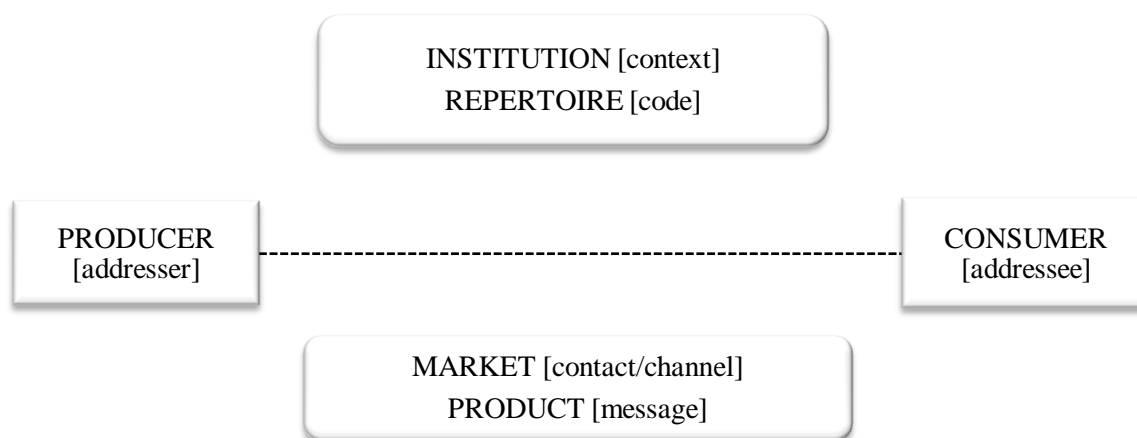 INSTITUTION [context]
REPERTOIRE [code]
PRODUCER
[addresser]
CONSUMER
[addressee]
MARKET [contact/channel]
PRODUCT [message]